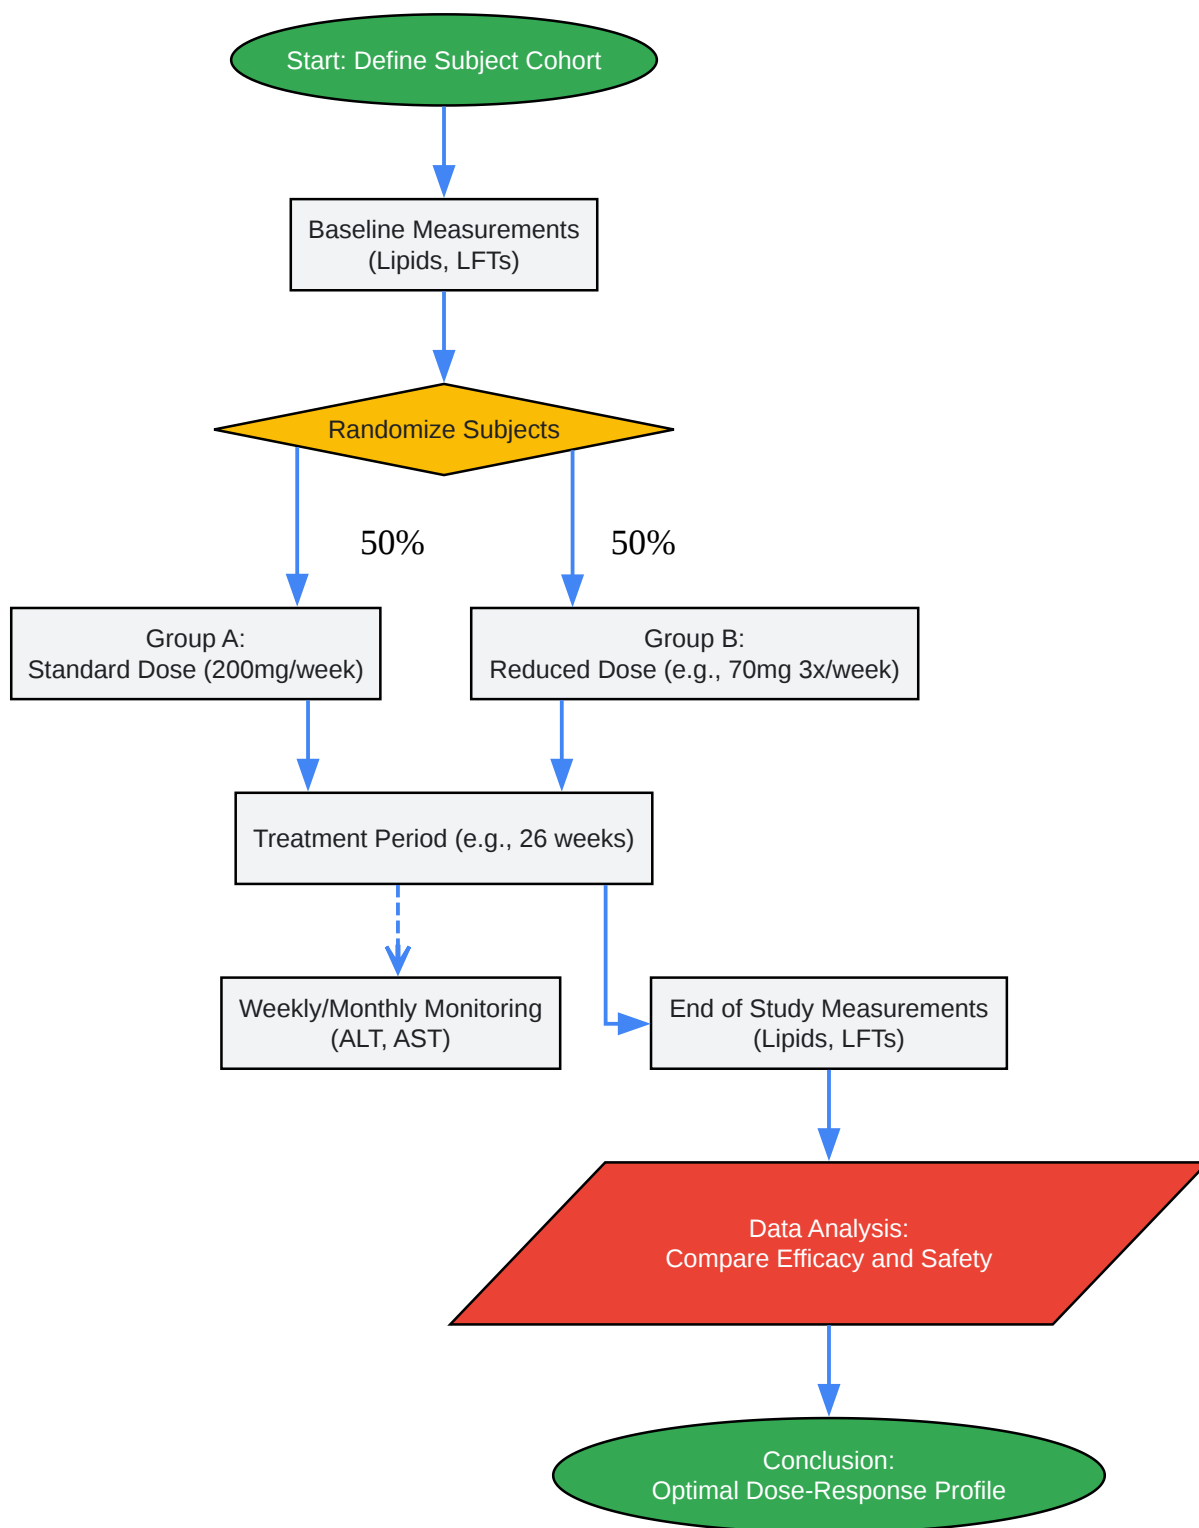 Start: Define Subject Cohort
Baseline Measurements
(Lipids, LFTs)
Randomize Subjects
50%
50%
Group A:
Standard Dose (200mg/week)
Group B:
Reduced Dose (e.g., 70mg 3x/week)
Treatment Period (e.g., 26 weeks)
Weekly/Monthly Monitoring
(ALT, AST)
End of Study Measurements
(Lipids, LFTs)
Data Analysis:
Compare Efficacy and Safety
Conclusion:
Optimal Dose-Response Profile